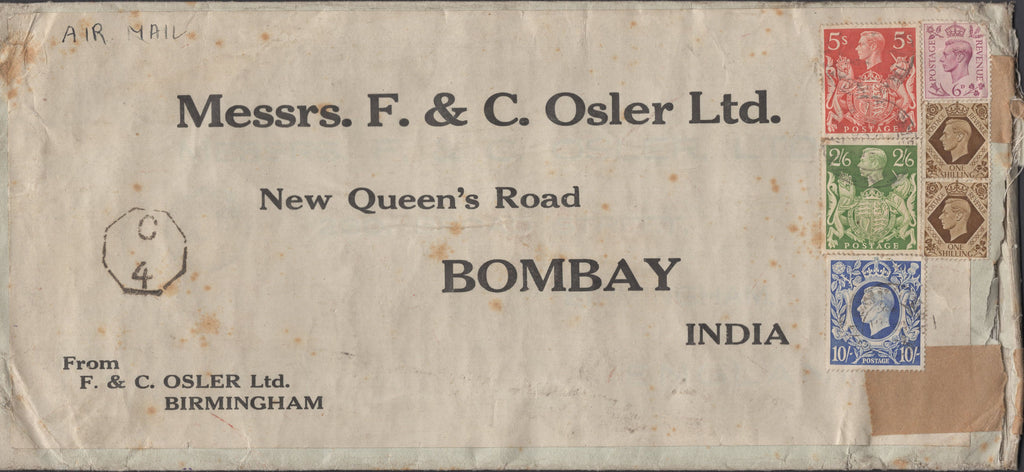 AIR MAIL
Messrs. F. & C. Osler Ltd.
New Queen's Road
BOMBAY
INDIA
From
F. & C. OSLER Ltd.
BIRMINGHAM
C
4
5s 5s
POSTAGE
POSTAGE REVENUE
6D
2/6 2/6
POSTAGE
ONE
SHILLING
ONE
SHILLING
10/- 10/-
POSTAGE